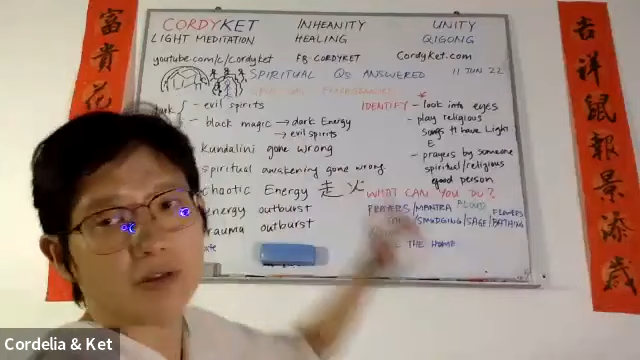 富貴花
CORDYKET INHEANITY UNITY
LIGHT MEDITATION HEALING QIGONG
youtube.com/c/cordyket FB CORDYKET Cordyket.com
SPIRITUAL Qs ANSWERED 11 JUN 22
Dark - evil spirits
- black magic → dark Energy
→ evil spirits
Kundalini gone wrong
spiritual awakening gone wrong
chaotic Energy 走火
energy outburst
trauma outburst
IDENTIFY - look into eyes
- play religious
songs tt have Light
E
- prayers by someone
spiritual/religious
good person
WHAT CAN YOU DO?
PRAYERS/MANTRA FLOWERS
/SMUDGING/SAGE/BATHING
THE HOME
吉祥鼠報景添歲
Cordelia & Ket